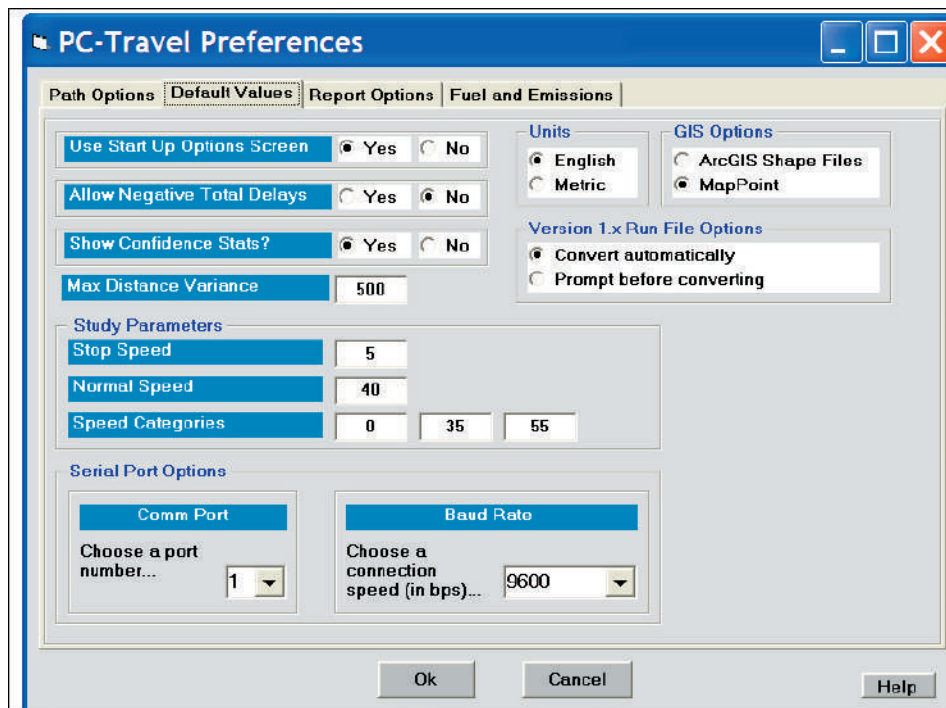 PC-Travel Preferences
Path Options Default Values Report Options Fuel and Emissions
Use Start Up Options Screen Yes No
Allow Negative Total Delays Yes No
Show Confidence Stats? Yes No
Max Distance Variance 500
Units
English
Metric
GIS Options
ArcGIS Shape Files
MapPoint
Version 1.x Run File Options
Convert automatically
Prompt before converting
Study Parameters
Stop Speed 5
Normal Speed 40
Speed Categories 0 35 55
Serial Port Options
Comm Port
Choose a port
number... 1
Baud Rate
Choose a
connection
speed (in bps)... 9600
Ok Cancel Help